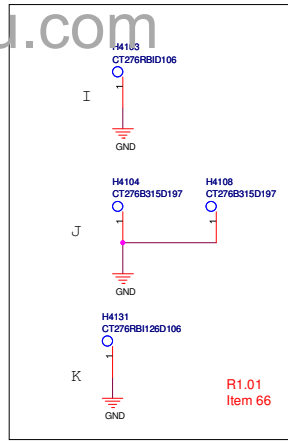 u.com
H4103
CT276RBID106
I
1
GND
H4104
CT276B315D197
H4108
CT276B315D197
1
1
J
GND
H4131
CT276RBI126D106
1
K
GND
R1.01
Item 66